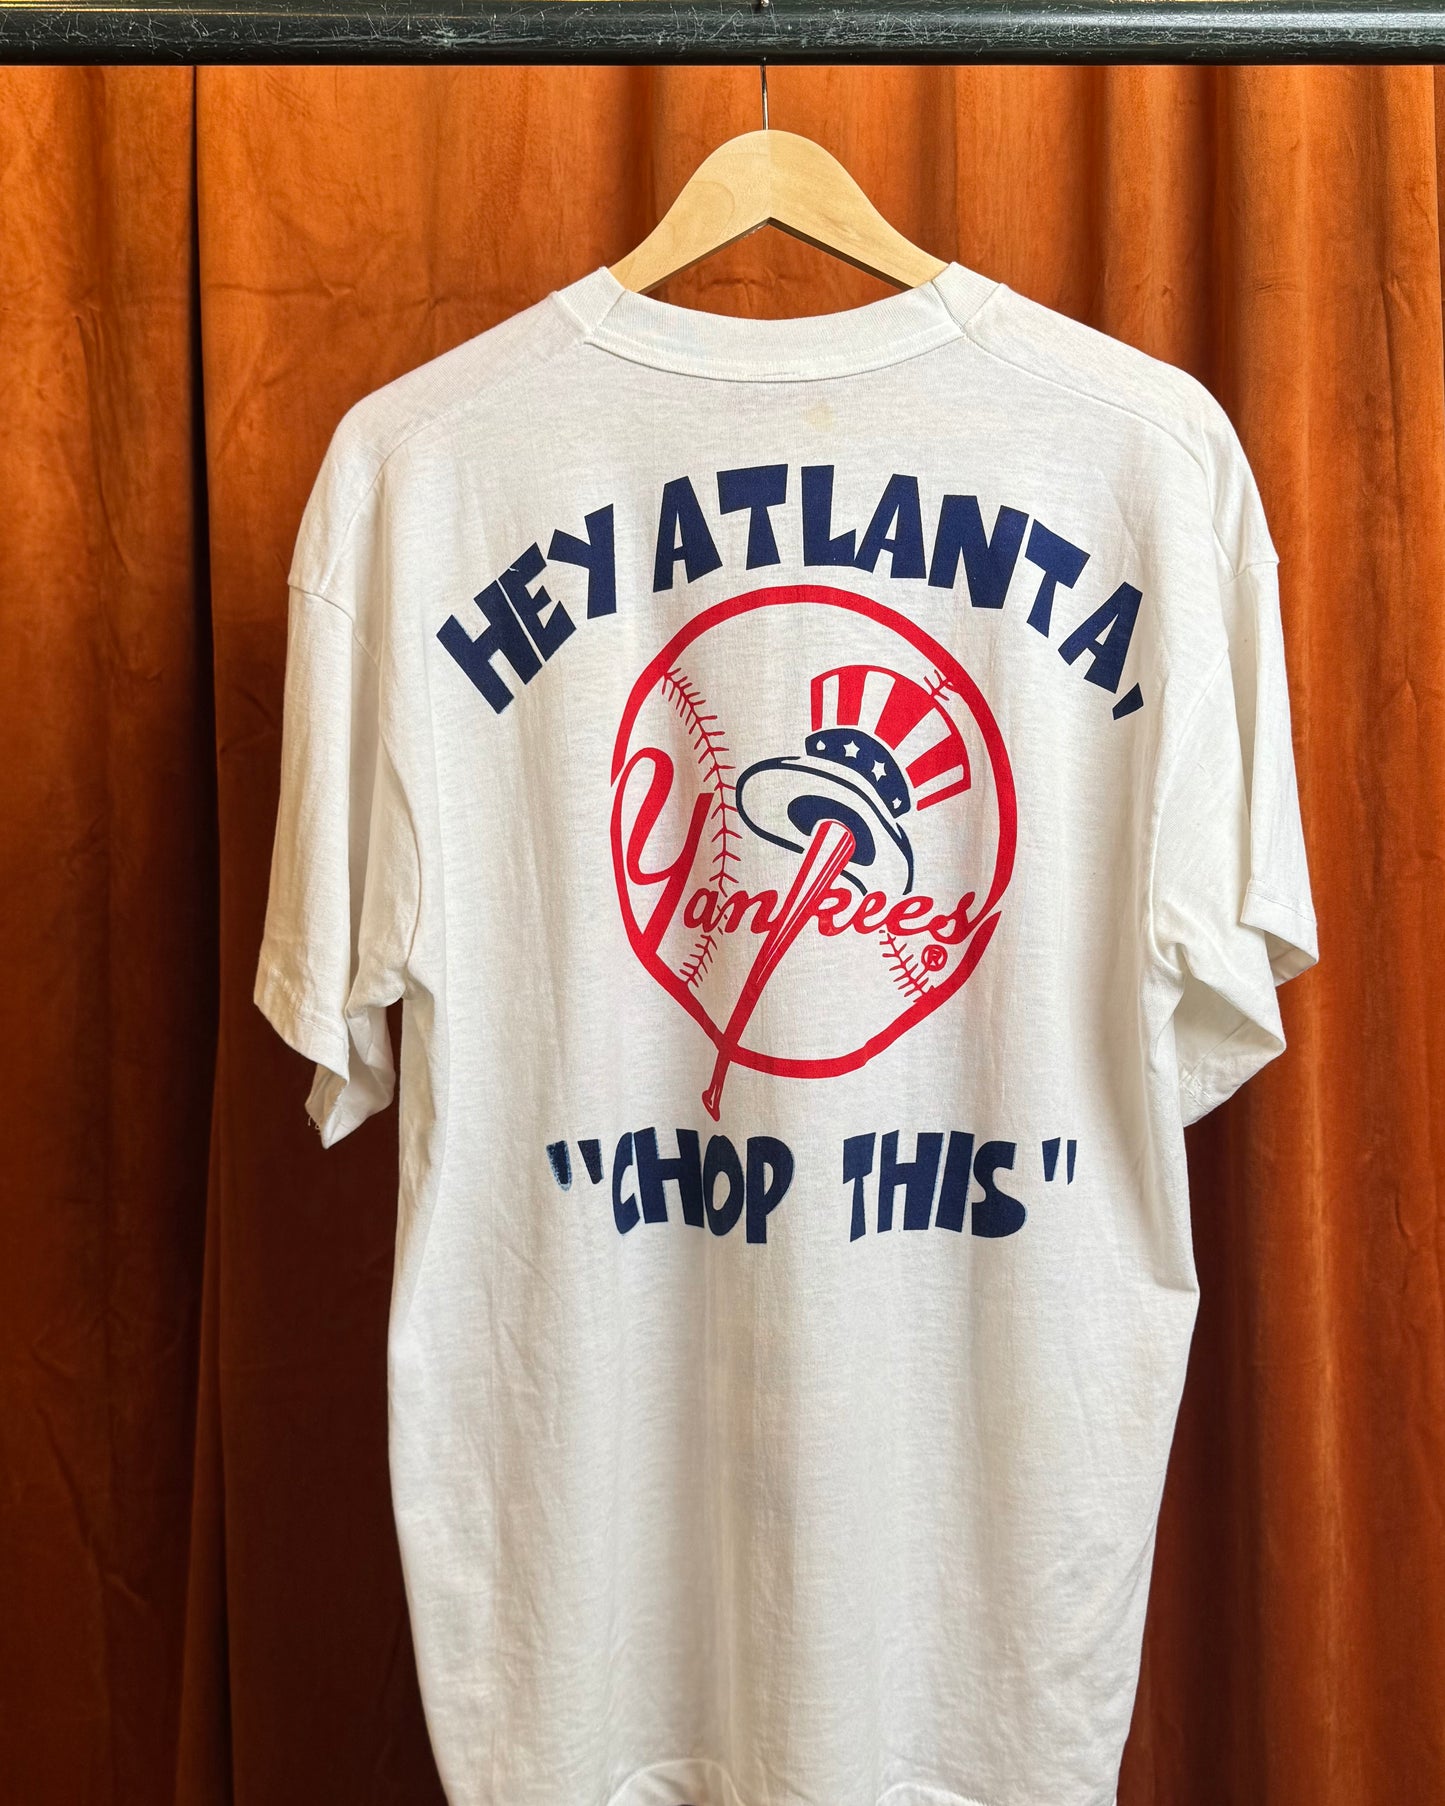 HEY ATLANTA,
Yankees®
"CHOP THIS"